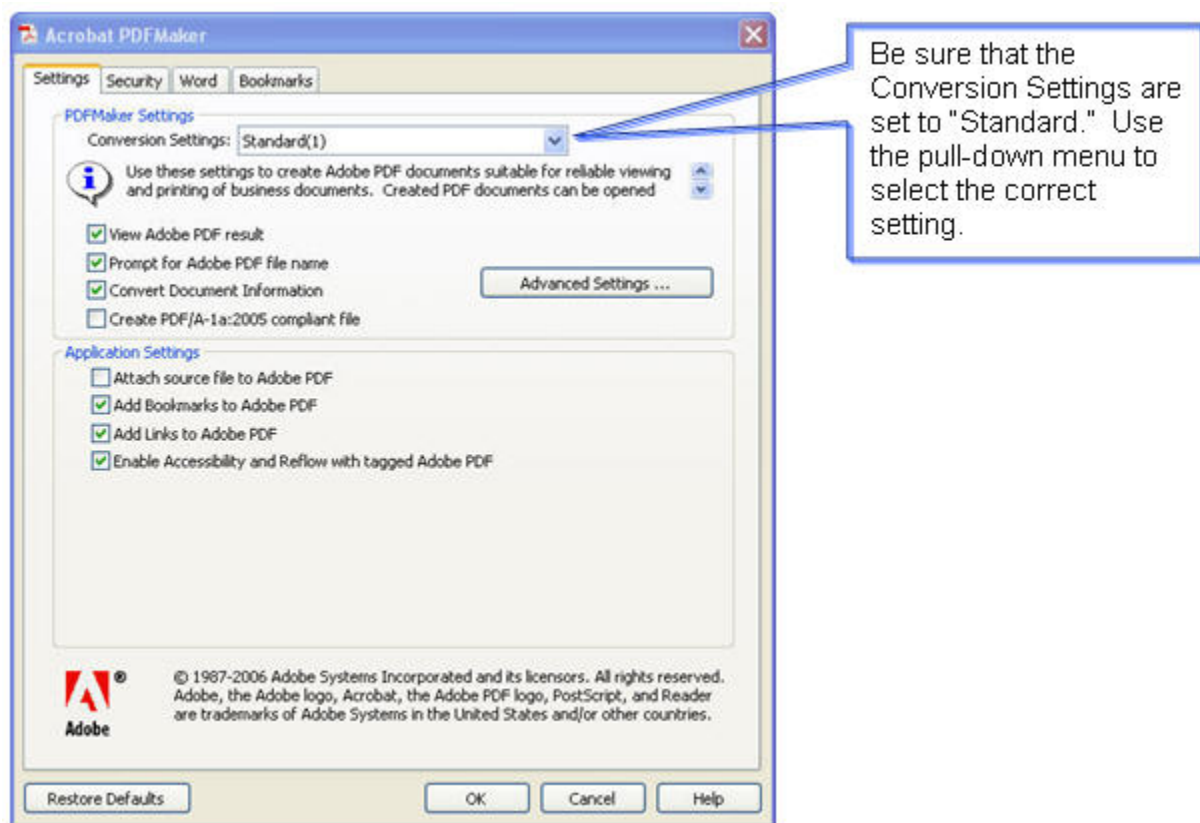 Acrobat PDFMaker
Settings Security Word Bookmarks
PDFMaker Settings
Conversion Settings: Standard(1)
Use these settings to create Adobe PDF documents suitable for reliable viewing
and printing of business documents. Created PDF documents can be opened
View Adobe PDF result
Prompt for Adobe PDF file name
Convert Document Information
Advanced Settings ...
Create PDF/A-1a:2005 compliant file
Application Settings
Attach source file to Adobe PDF
Add Bookmarks to Adobe PDF
Add Links to Adobe PDF
Enable Accessibility and Reflow with tagged Adobe PDF
® © 1987-2006 Adobe Systems Incorporated and its licensors. All rights reserved.
Adobe, the Adobe logo, Acrobat, the Adobe PDF logo, PostScript, and Reader
are trademarks of Adobe Systems in the United States and/or other countries.
Adobe
Restore Defaults OK Cancel Help
Be sure that the
Conversion Settings are
set to "Standard." Use
the pull-down menu to
select the correct
setting.